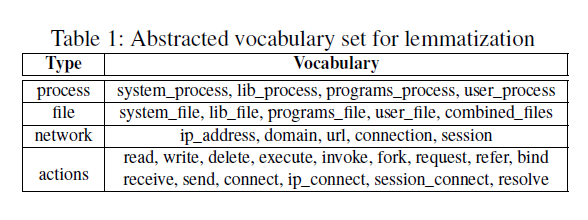 Table 1: Abstracted vocabulary set for lemmatization
Type Vocabulary
process system_process, lib_process, programs_process, user_process
file system_file, lib_file, programs_file, user_file, combined_files
network ip_address, domain, url, connection, session
actions read, write, delete, execute, invoke, fork, request, refer, bind
receive, send, connect, ip_connect, session_connect, resolve